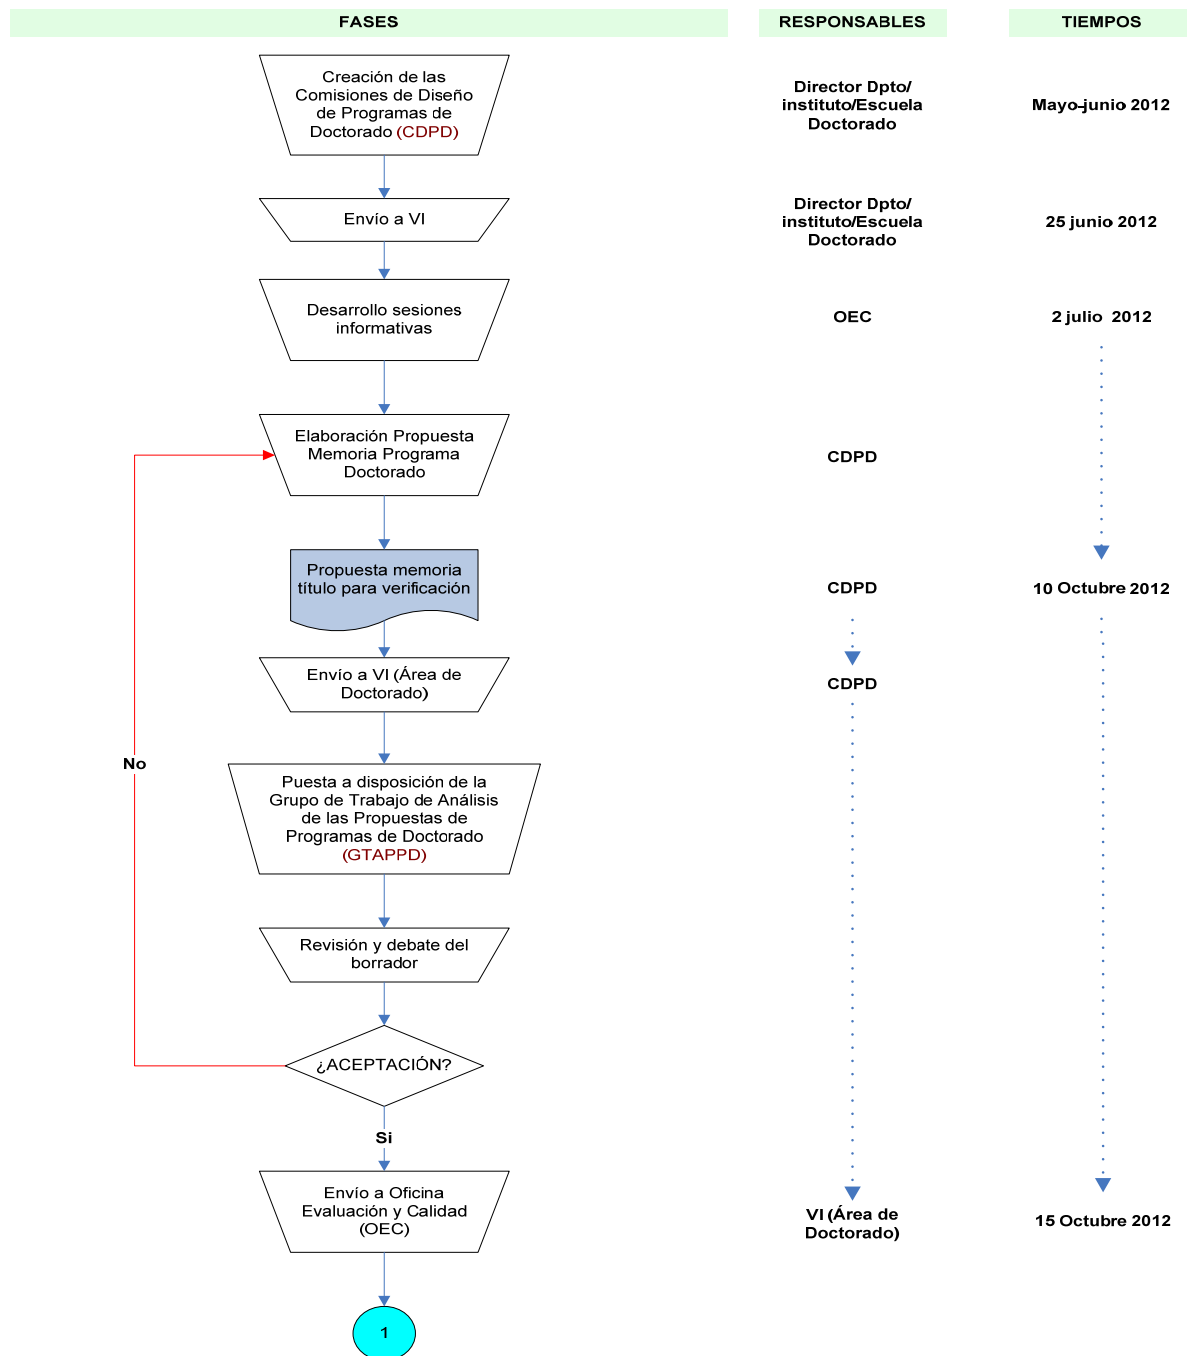 FASES
RESPONSABLES
TIEMPOS
Creación de las
Comisiones de Diseño
de Programas de
Doctorado (CDPD)
Director Dpto/
instituto/Escuela
Doctorado
Mayo-junio 2012
Envío a VI
Director Dpto/
instituto/Escuela
Doctorado
25 junio 2012
Desarrollo sesiones
informativas
OEC
2 julio 2012
Elaboración Propuesta
Memoria Programa
Doctorado
CDPD
Propuesta memoria
título para verificación
CDPD
10 Octubre 2012
Envío a VI (Área de
Doctorado)
CDPD
No
Puesta a disposición de la
Grupo de Trabajo de Análisis
de las Propuestas de
Programas de Doctorado
(GTAPPD)
Revisión y debate del
borrador
¿ACEPTACIÓN?
Si
Envío a Oficina
Evaluación y Calidad
(OEC)
VI (Área de
Doctorado)
15 Octubre 2012
1